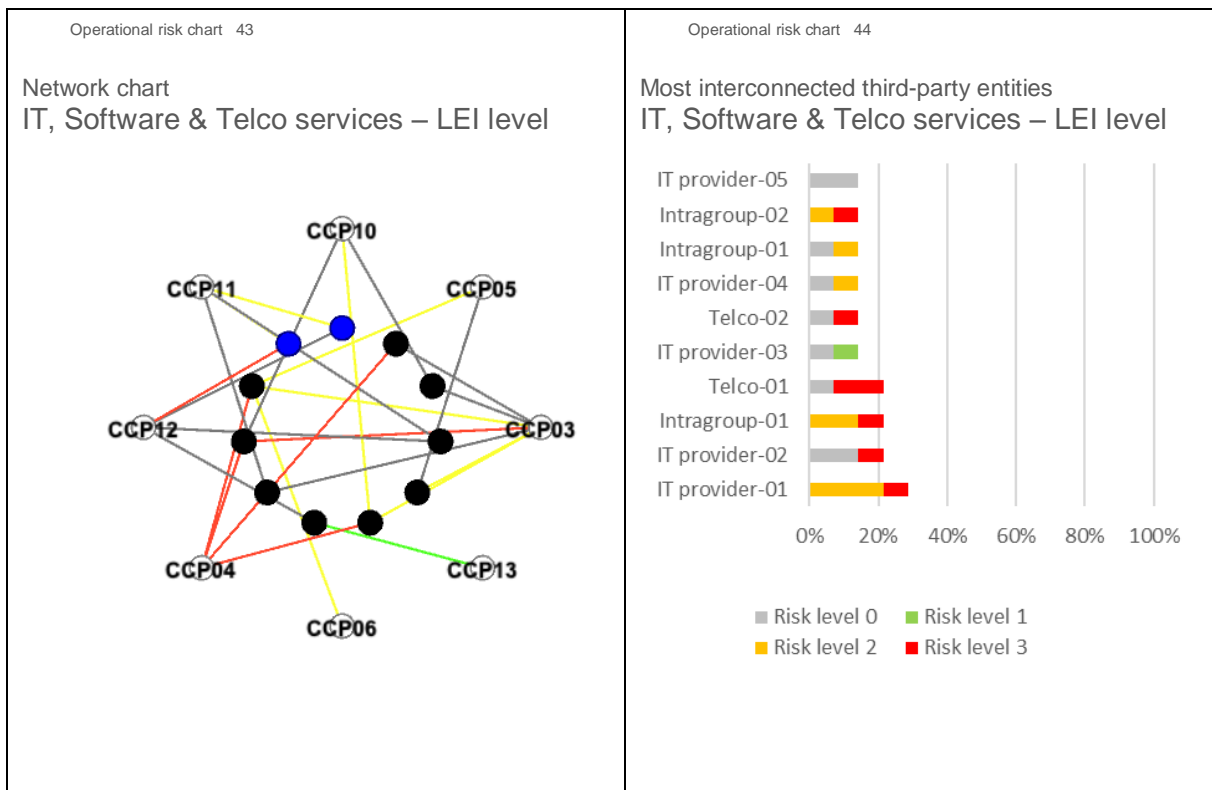 Operational risk chart 43
Network chart
IT, Software & Telco services – LEI level
CCP10
CCP11
CCP05
CCP12
CCP03
CCP04
CCP13
CCP06
Operational risk chart 44
Most interconnected third-party entities
IT, Software & Telco services – LEI level
IT provider-05
Intragroup-02
Intragroup-01
IT provider-04
Telco-02
IT provider-03
Telco-01
Intragroup-01
IT provider-02
IT provider-01
0% 20% 40% 60% 80% 100%
Risk level 0 Risk level 1
Risk level 2 Risk level 3